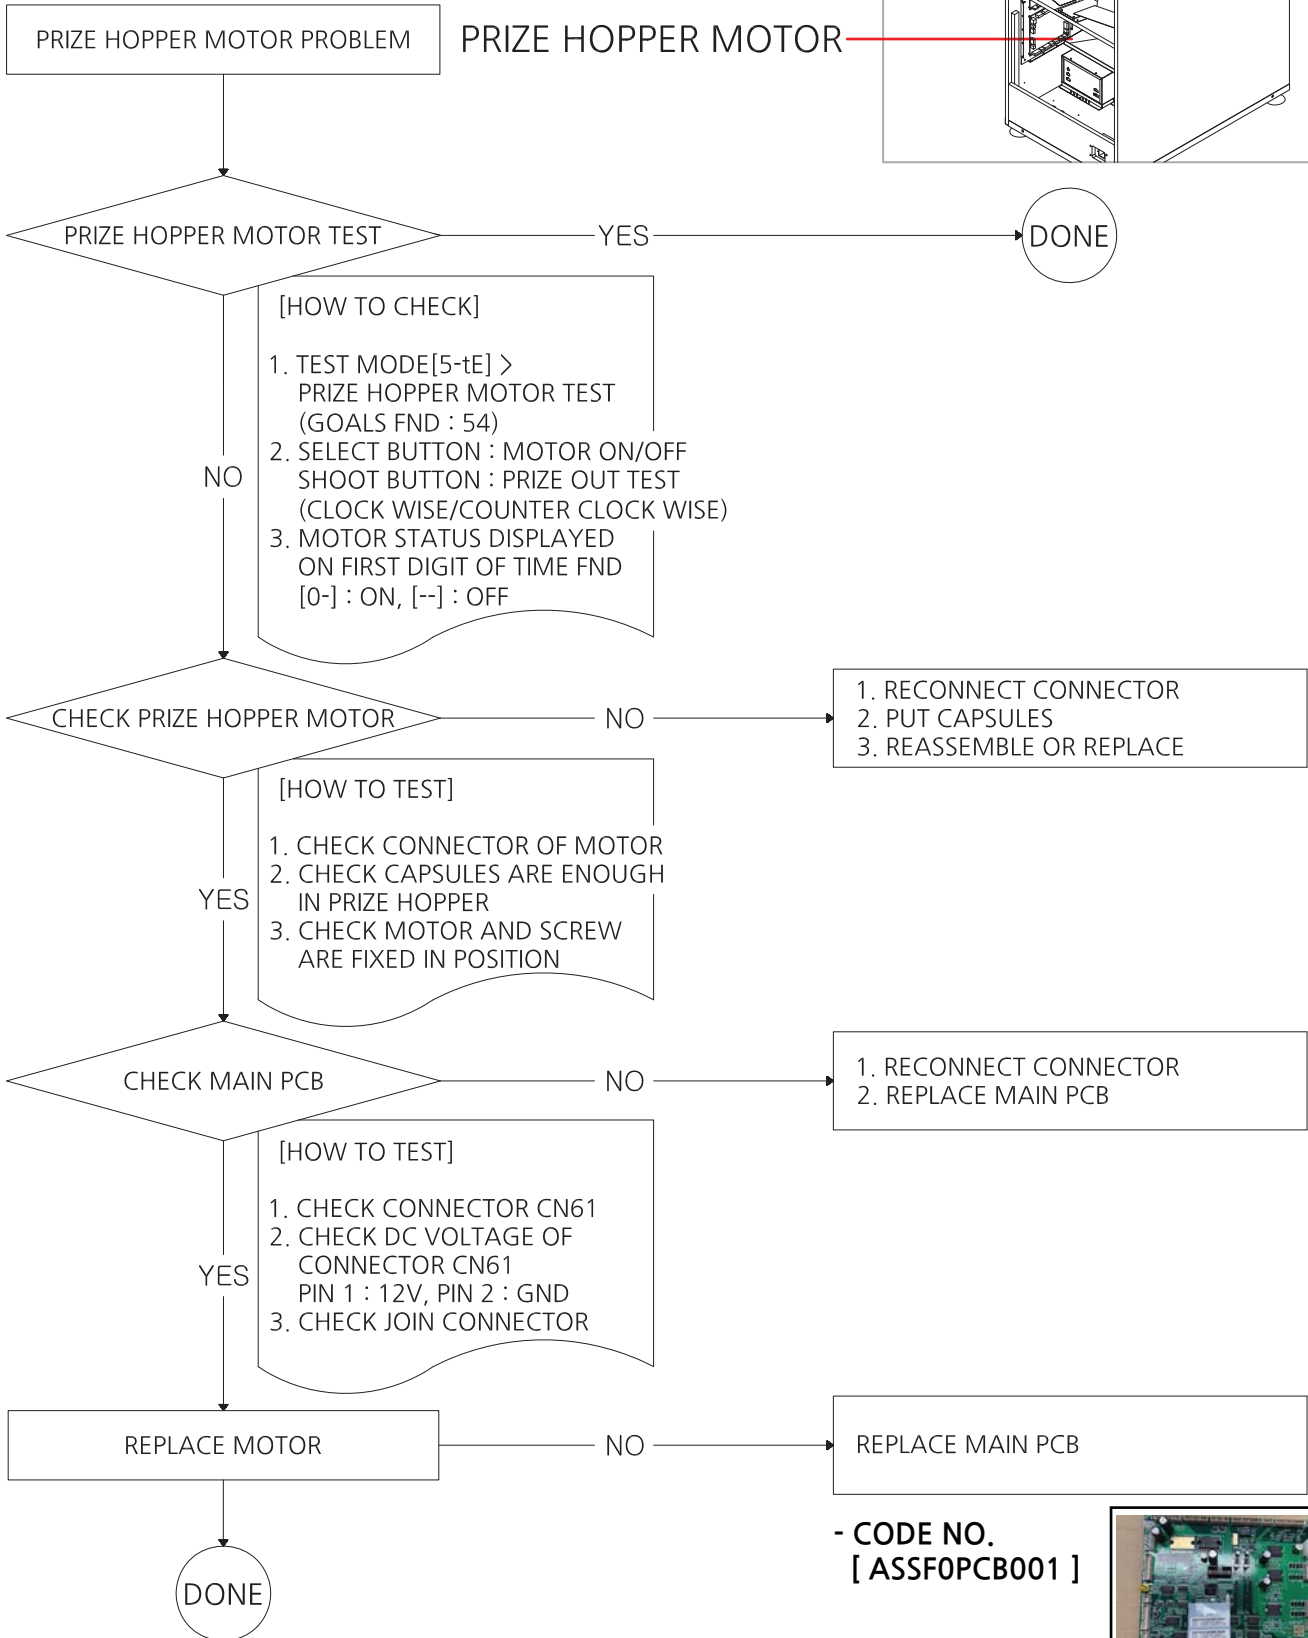 PRIZE HOPPER MOTOR PROBLEM
PRIZE HOPPER MOTOR
PRIZE HOPPER MOTOR TEST
YES
DONE
[HOW TO CHECK]
1. TEST MODE[5-tE] >
PRIZE HOPPER MOTOR TEST
(GOALS FND : 54)
2. SELECT BUTTON : MOTOR ON/OFF
SHOOT BUTTON : PRIZE OUT TEST
(CLOCK WISE/COUNTER CLOCK WISE)
3. MOTOR STATUS DISPLAYED
ON FIRST DIGIT OF TIME FND
[0-] : ON, [--] : OFF
NO
CHECK PRIZE HOPPER MOTOR
NO
1. RECONNECT CONNECTOR
2. PUT CAPSULES
3. REASSEMBLE OR REPLACE
[HOW TO TEST]
1. CHECK CONNECTOR OF MOTOR
2. CHECK CAPSULES ARE ENOUGH
IN PRIZE HOPPER
3. CHECK MOTOR AND SCREW
ARE FIXED IN POSITION
YES
CHECK MAIN PCB
NO
1. RECONNECT CONNECTOR
2. REPLACE MAIN PCB
[HOW TO TEST]
1. CHECK CONNECTOR CN61
2. CHECK DC VOLTAGE OF
CONNECTOR CN61
PIN 1 : 12V, PIN 2 : GND
3. CHECK JOIN CONNECTOR
YES
REPLACE MOTOR
NO
REPLACE MAIN PCB
- CODE NO.
[ ASSF0PCB001 ]
DONE